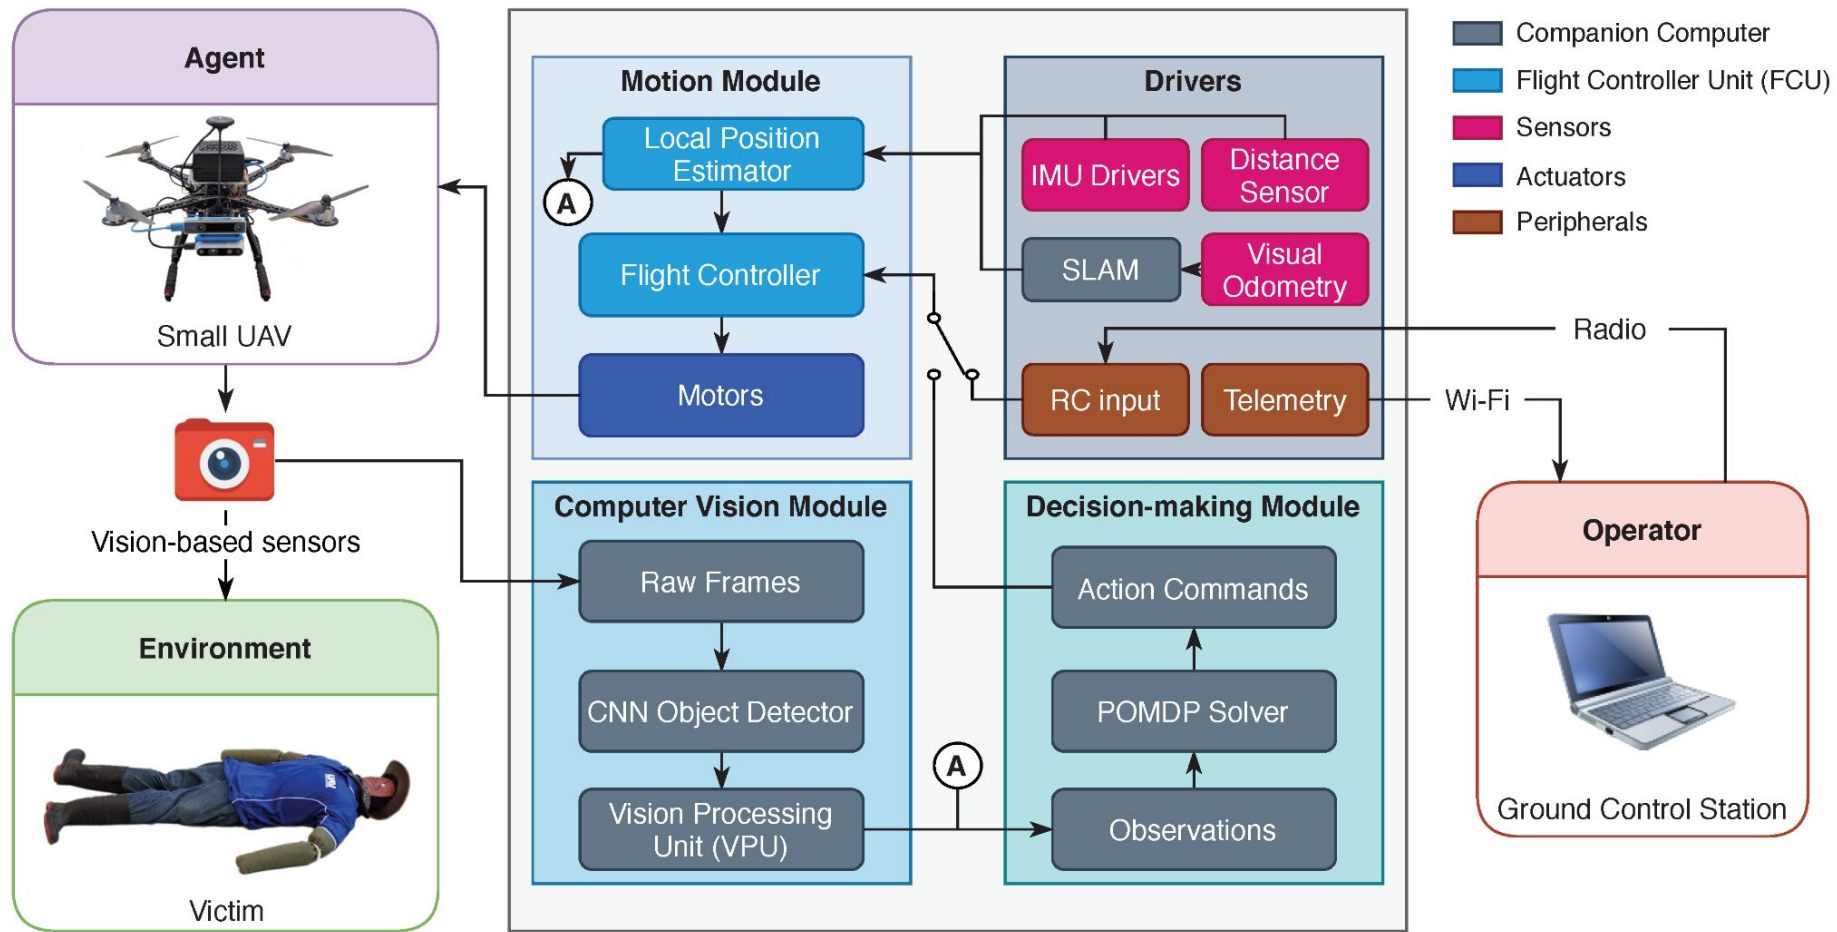 Agent
Small UAV
Vision-based sensors
Environment
Victim
Motion Module
Local Position
Estimator
A
Flight Controller
Motors
Drivers
IMU Drivers
Distance
Sensor
SLAM
Visual
Odometry
RC input
Telemetry
Computer Vision Module
Raw Frames
CNN Object Detector
Vision Processing
Unit (VPU)
A
Decision-making Module
Action Commands
POMDP Solver
Observations
Companion Computer
Flight Controller Unit (FCU)
Sensors
Actuators
Peripherals
Radio
Wi-Fi
Operator
Ground Control Station